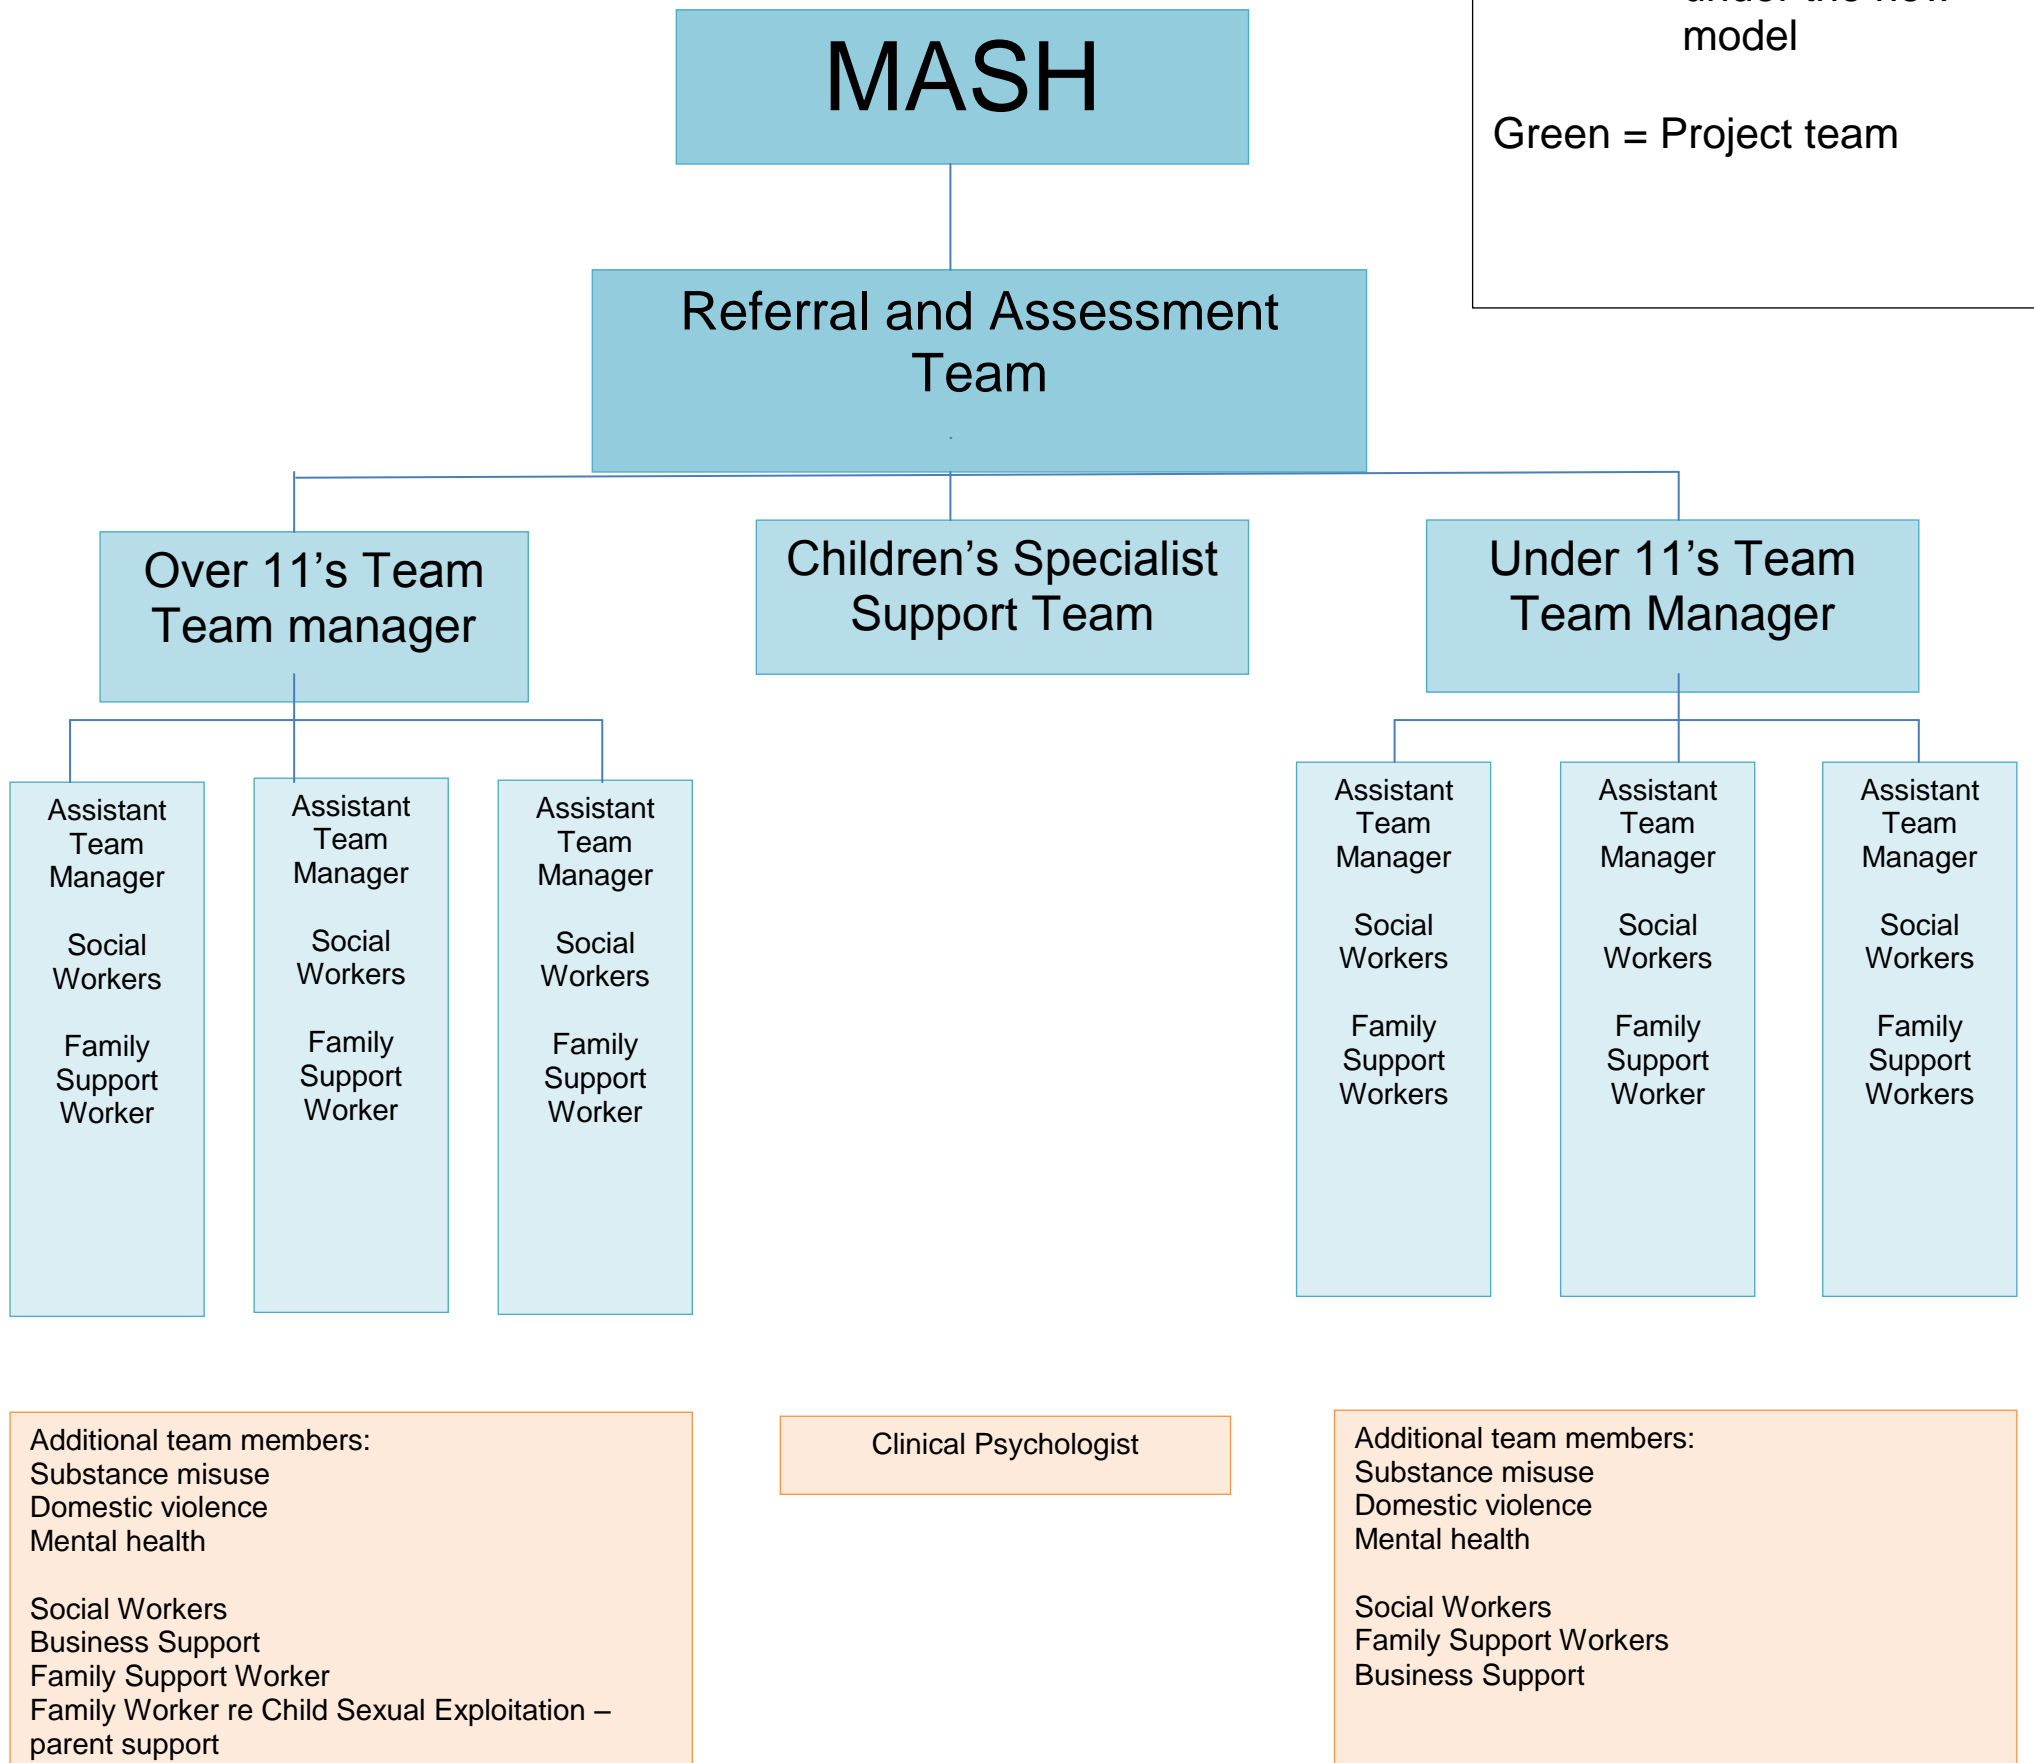 model
Green = Project team
MASH
Referral and Assessment
Team
Over 11's Team
Team manager
Children's Specialist
Support Team
Under 11's Team
Team Manager
Assistant
Team
Manager
Social
Workers
Family
Support
Worker
Assistant
Team
Manager
Social
Workers
Family
Support
Worker
Assistant
Team
Manager
Social
Workers
Family
Support
Worker
Assistant
Team
Manager
Social
Workers
Family
Support
Workers
Assistant
Team
Manager
Social
Workers
Family
Support
Worker
Assistant
Team
Manager
Social
Workers
Family
Support
Workers
Additional team members:
Substance misuse
Domestic violence
Mental health
Social Workers
Business Support
Family Support Worker
Family Worker re Child Sexual Exploitation –
parent support
Clinical Psychologist
Additional team members:
Substance misuse
Domestic violence
Mental health
Social Workers
Family Support Workers
Business Support